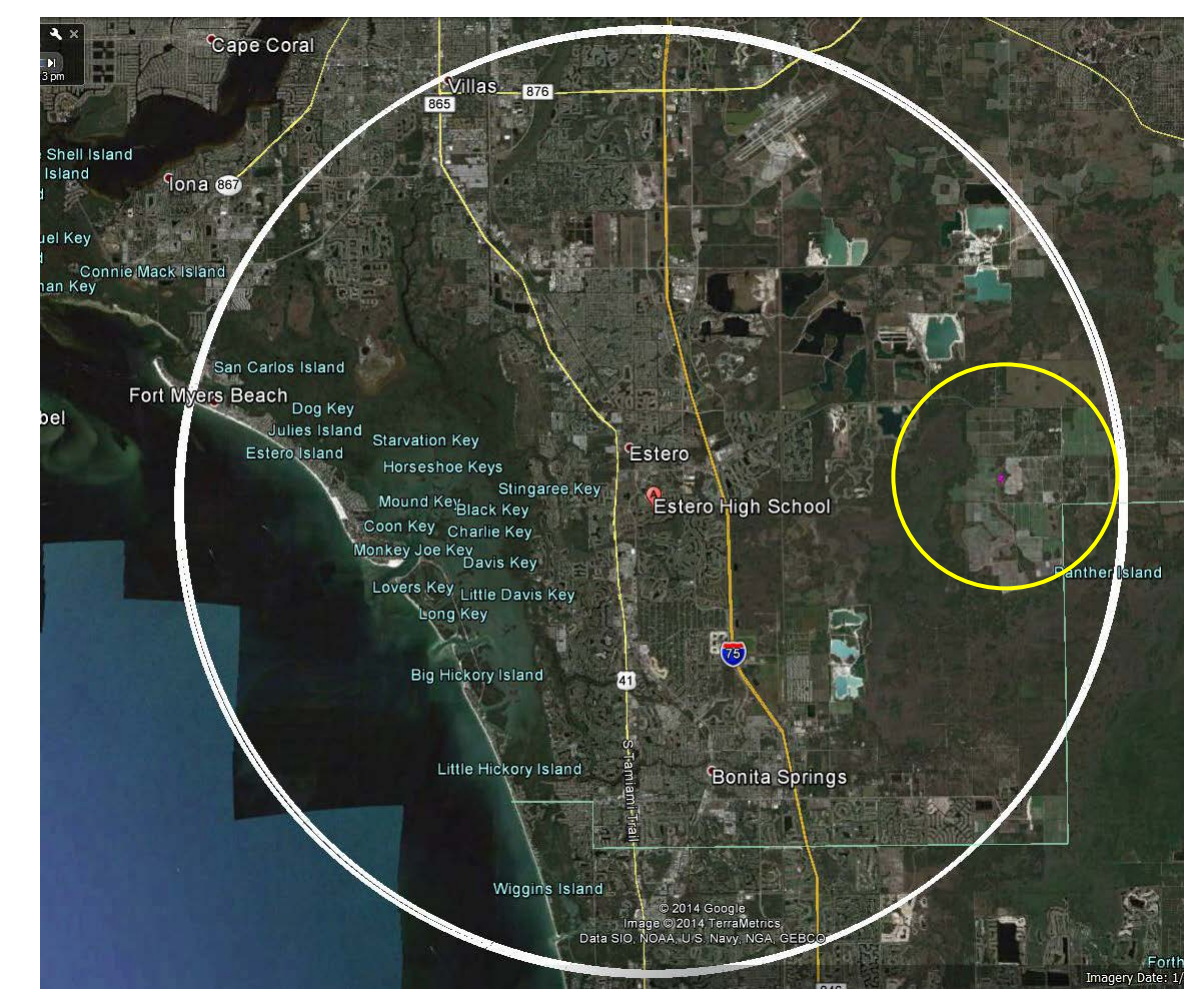 Cape Coral
3 pm
Villas
865
876
e Shell Island
Island
Iona
867
uel Key
Connie Mack Island
nan Key
San Carlos Island
Fort Myers Beach
Dog Key
bel
Julies Island
Starvation Key
Estero Island
Estero
Horseshoe Keys
Stingaree Key
Mound Key
Black Key
A
Estero High School
Coon Key
Charlie Key
Monkey Joe Key
Davis Key
Panther Island
Lovers Key
Little Davis Key
Long Key
75
Big Hickory Island
41
S Tamiami Trail
Little Hickory Island
Bonita Springs
Wiggins Island
© 2014 Google
Image © 2014 TerraMetrics
Data SIO, NOAA, U.S. Navy, NGA, GEBCO
Forth
Imagery Date: 1/